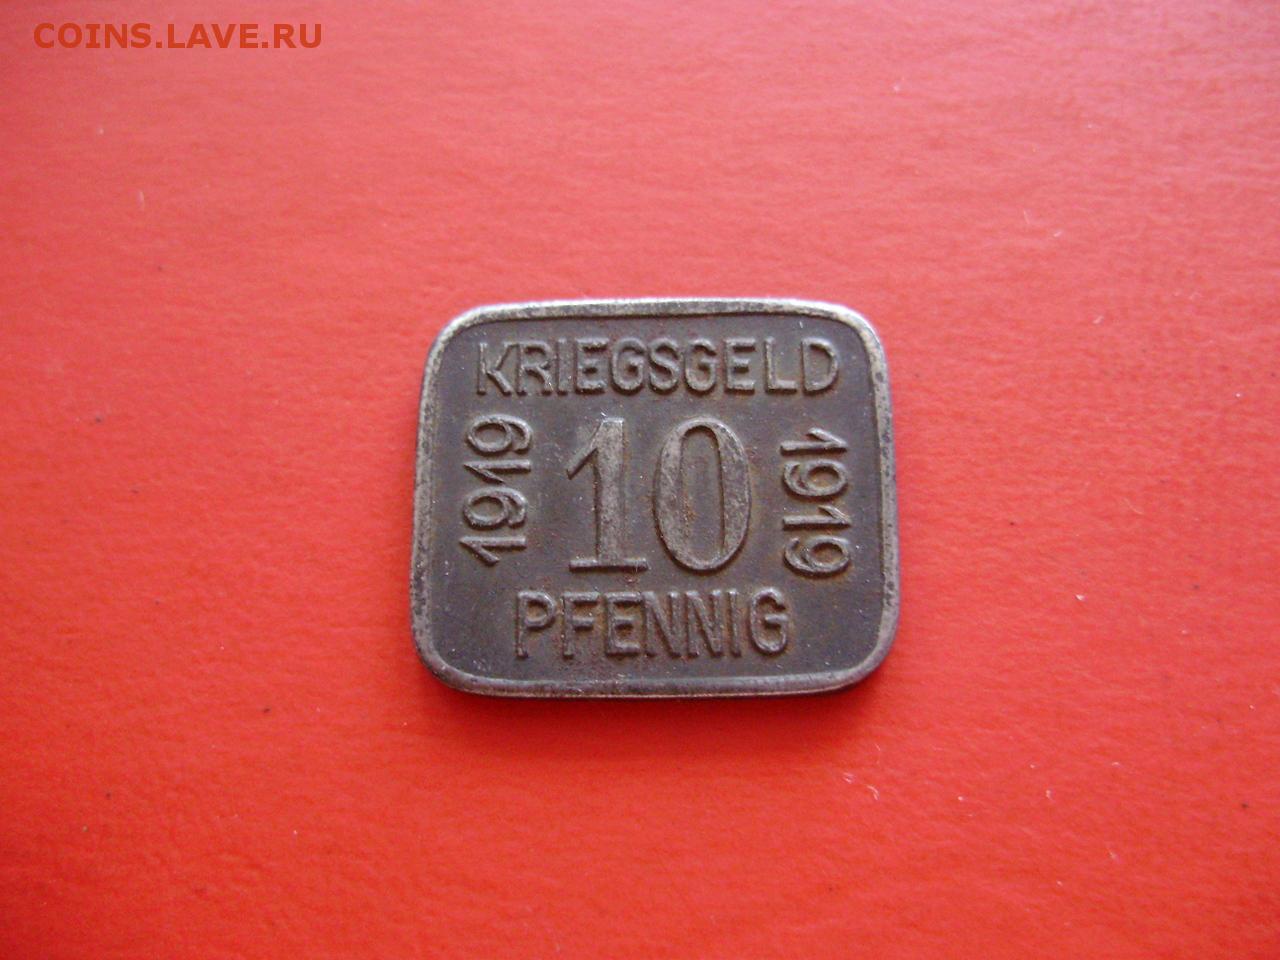 COINS.LAVE.RU
KRIEGSGELD
1919
10
1919
PFENNIG